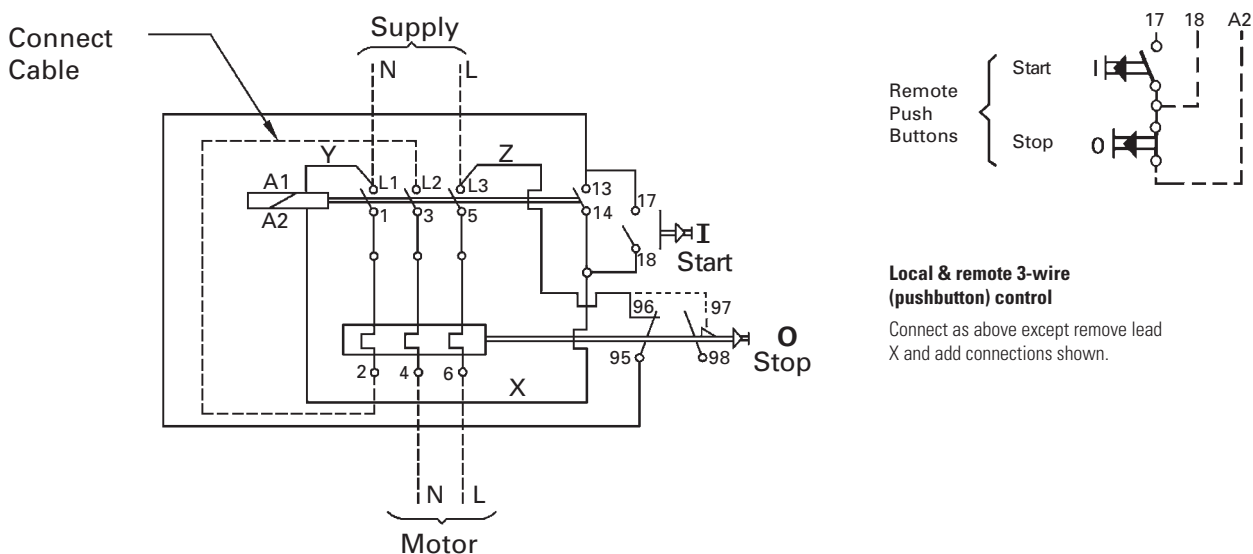 Connect
Cable
Supply
N L
Y
Z
A1
A2
L1 L2 L3
1 3 5
13
14
17
18
I
Start
96 97
95 98
O
Stop
2 4 6
X
N L
Motor
17 18 A2
Remote
Push
Buttons
Start
I
Stop
O
Local & remote 3-wire
(pushbutton) control
Connect as above except remove lead
X and add connections shown.